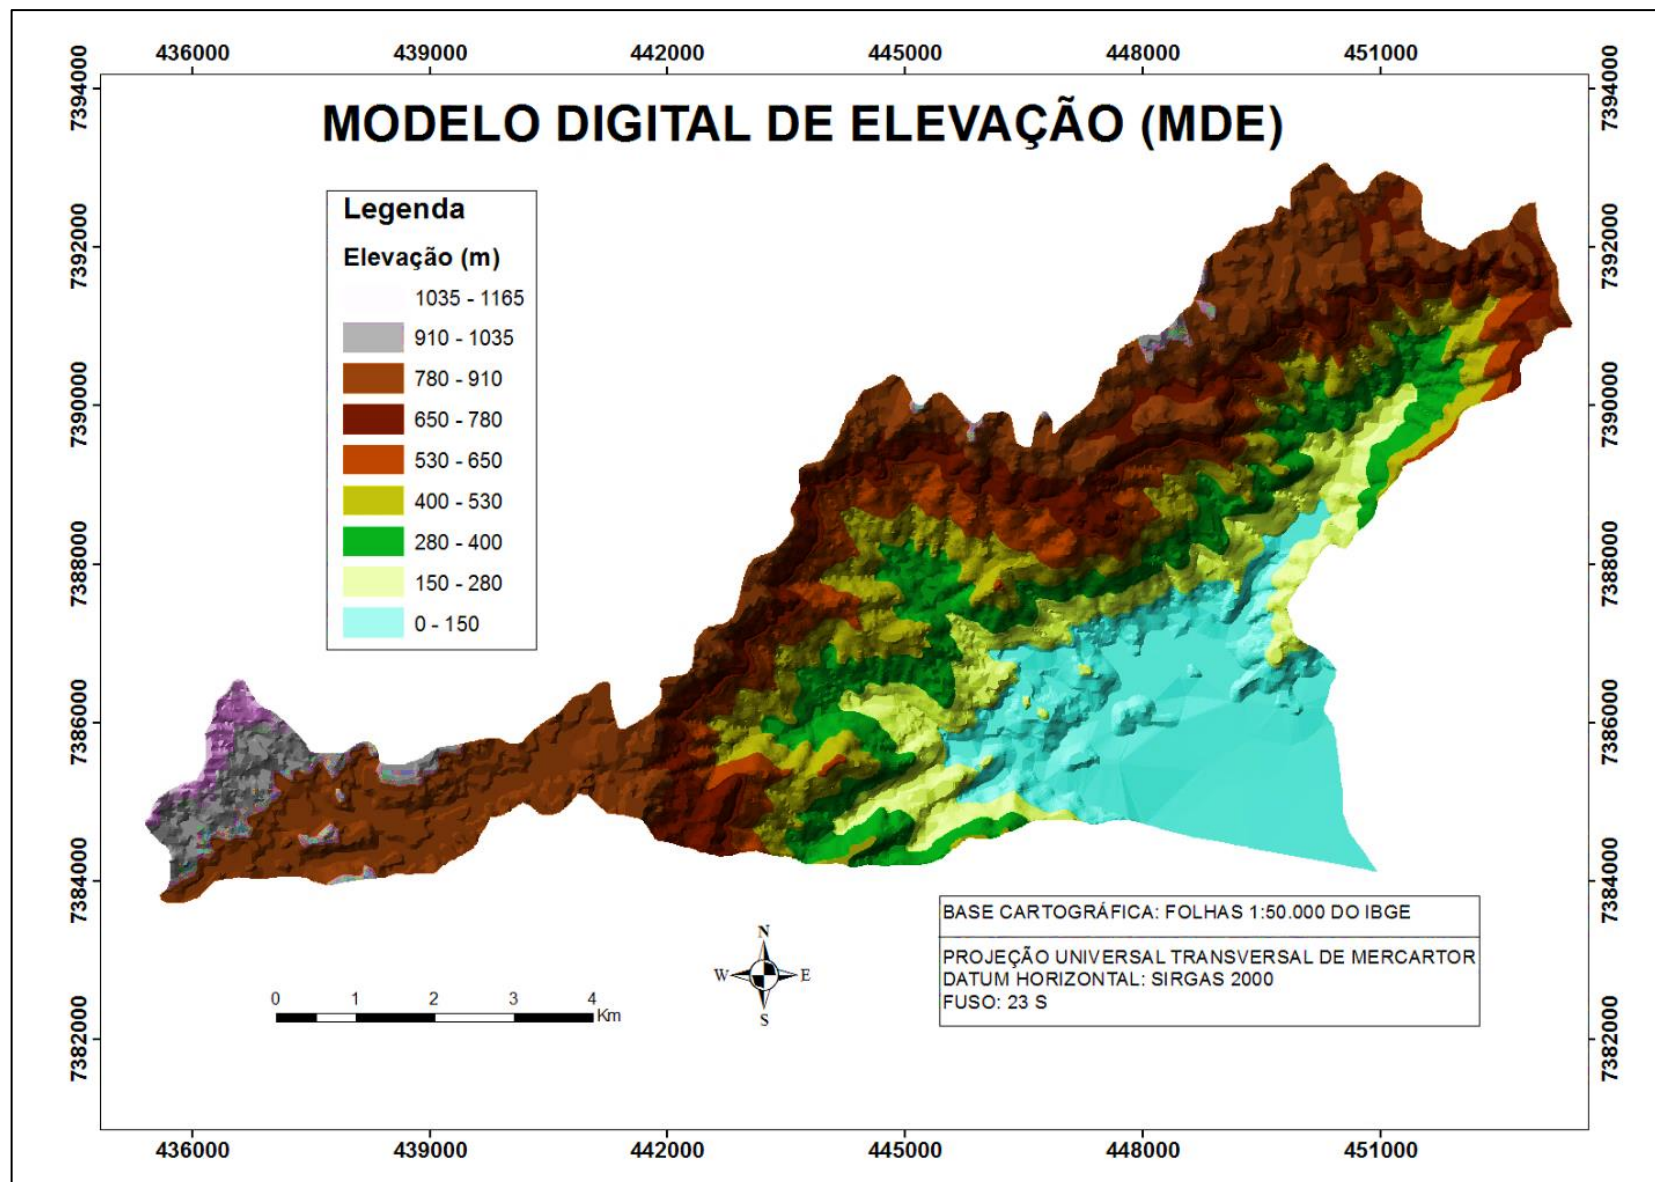 436000 439000 442000 445000 448000 451000
7394000 7394000
MODELO DIGITAL DE ELEVAÇÃO (MDE)
Legenda
Elevação (m)
1035 - 1165
910 - 1035
780 - 910
650 - 780
530 - 650
400 - 530
280 - 400
150 - 280
0 - 150
7392000 7392000
7390000 7390000
7388000 7388000
7386000 7386000
7384000 7384000
7382000 7382000
BASE CARTOGRÁFICA: FOLHAS 1:50.000 DO IBGE
PROJEÇÃO UNIVERSAL TRANSVERSAL DE MERCARTOR
DATUM HORIZONTAL: SIRGAS 2000
FUSO: 23 S
N
W E
S
0 1 2 3 4
Km
436000 439000 442000 445000 448000 451000